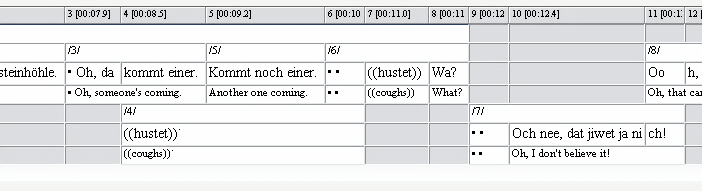 3 [00:07.9] 4 [00:08.5] 5 [00:09.2] 6 [00:10 7 [00:11.0] 8 [00:11 9 [00:12 10 [00:12.4] 11 [00:1 12 [
/3/ /5/ /6/ /8/
steinhöhle. • Oh, da kommt einer. Kommt noch einer. • • ((hustet)) Wa? Oo h,
• Oh, someone's coming. Another one coming. • • ((coughs)) What? Oh, that can
/4/ /7/
((hustet))˙ • • Och nee, dat jiwet ja ni ch!
((coughs))˙ • • Oh, I don't believe it!